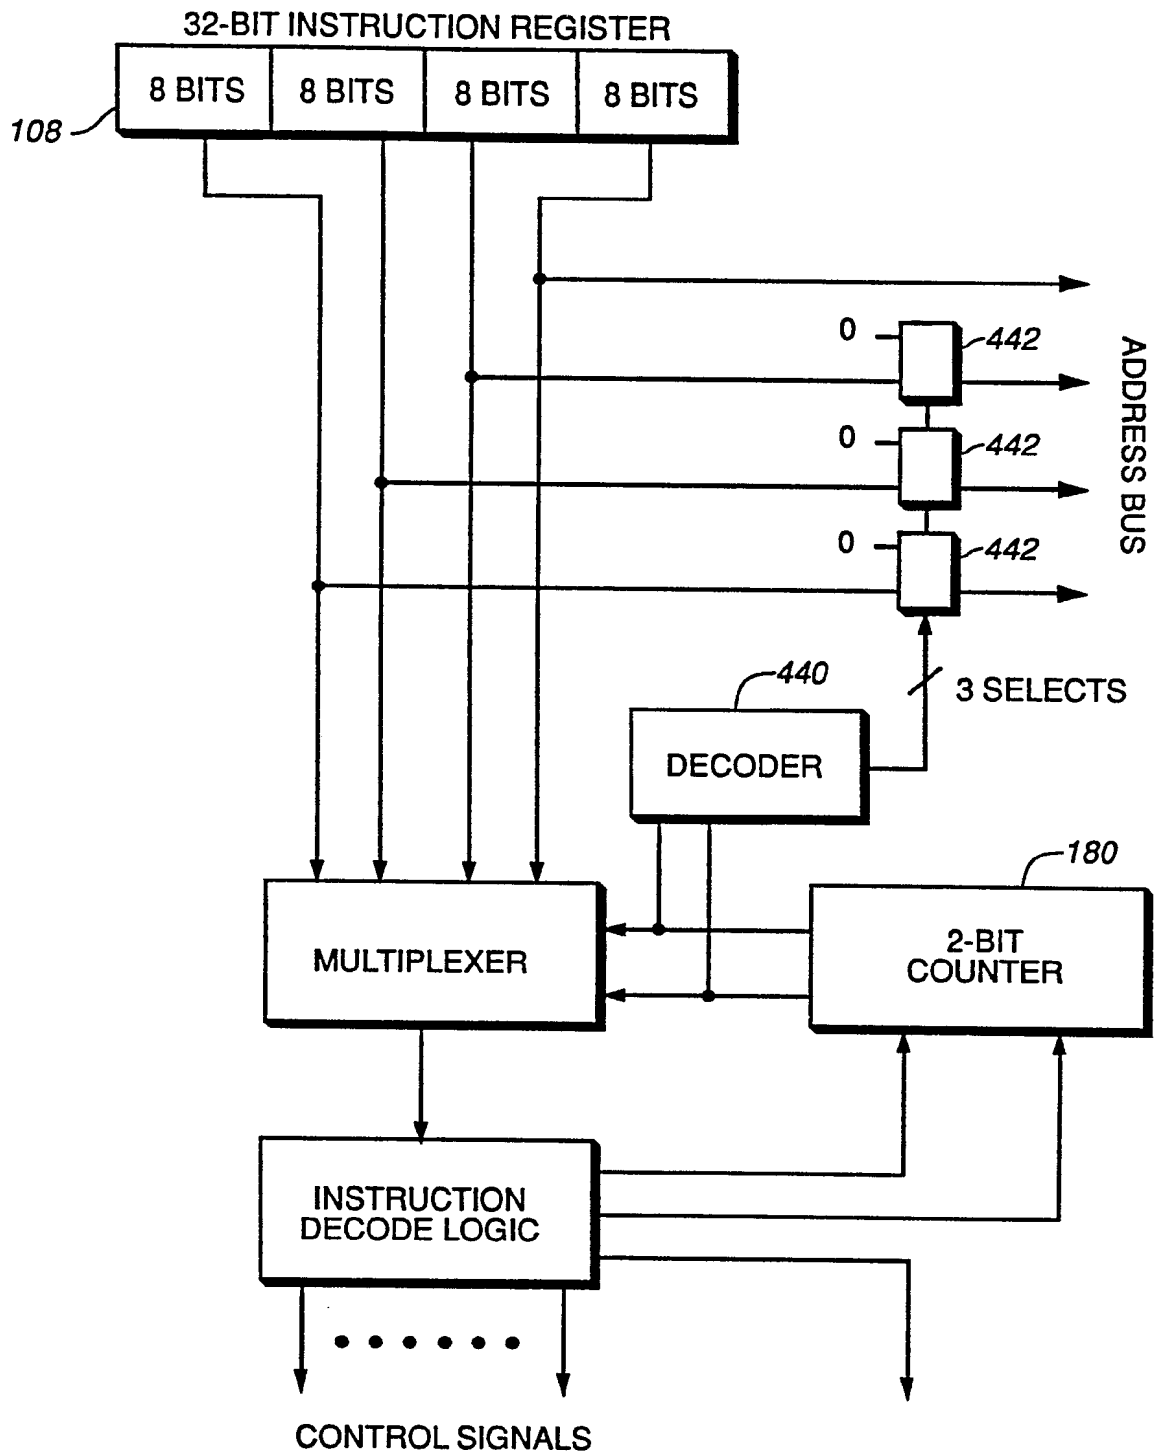 32-BIT INSTRUCTION REGISTER
8 BITS 8 BITS 8 BITS 8 BITS
108
0 442
0 442
0 442
ADDRESS BUS
440
3 SELECTS
DECODER
180
2-BIT
COUNTER
MULTIPLEXER
INSTRUCTION
DECODE LOGIC
CONTROL SIGNALS